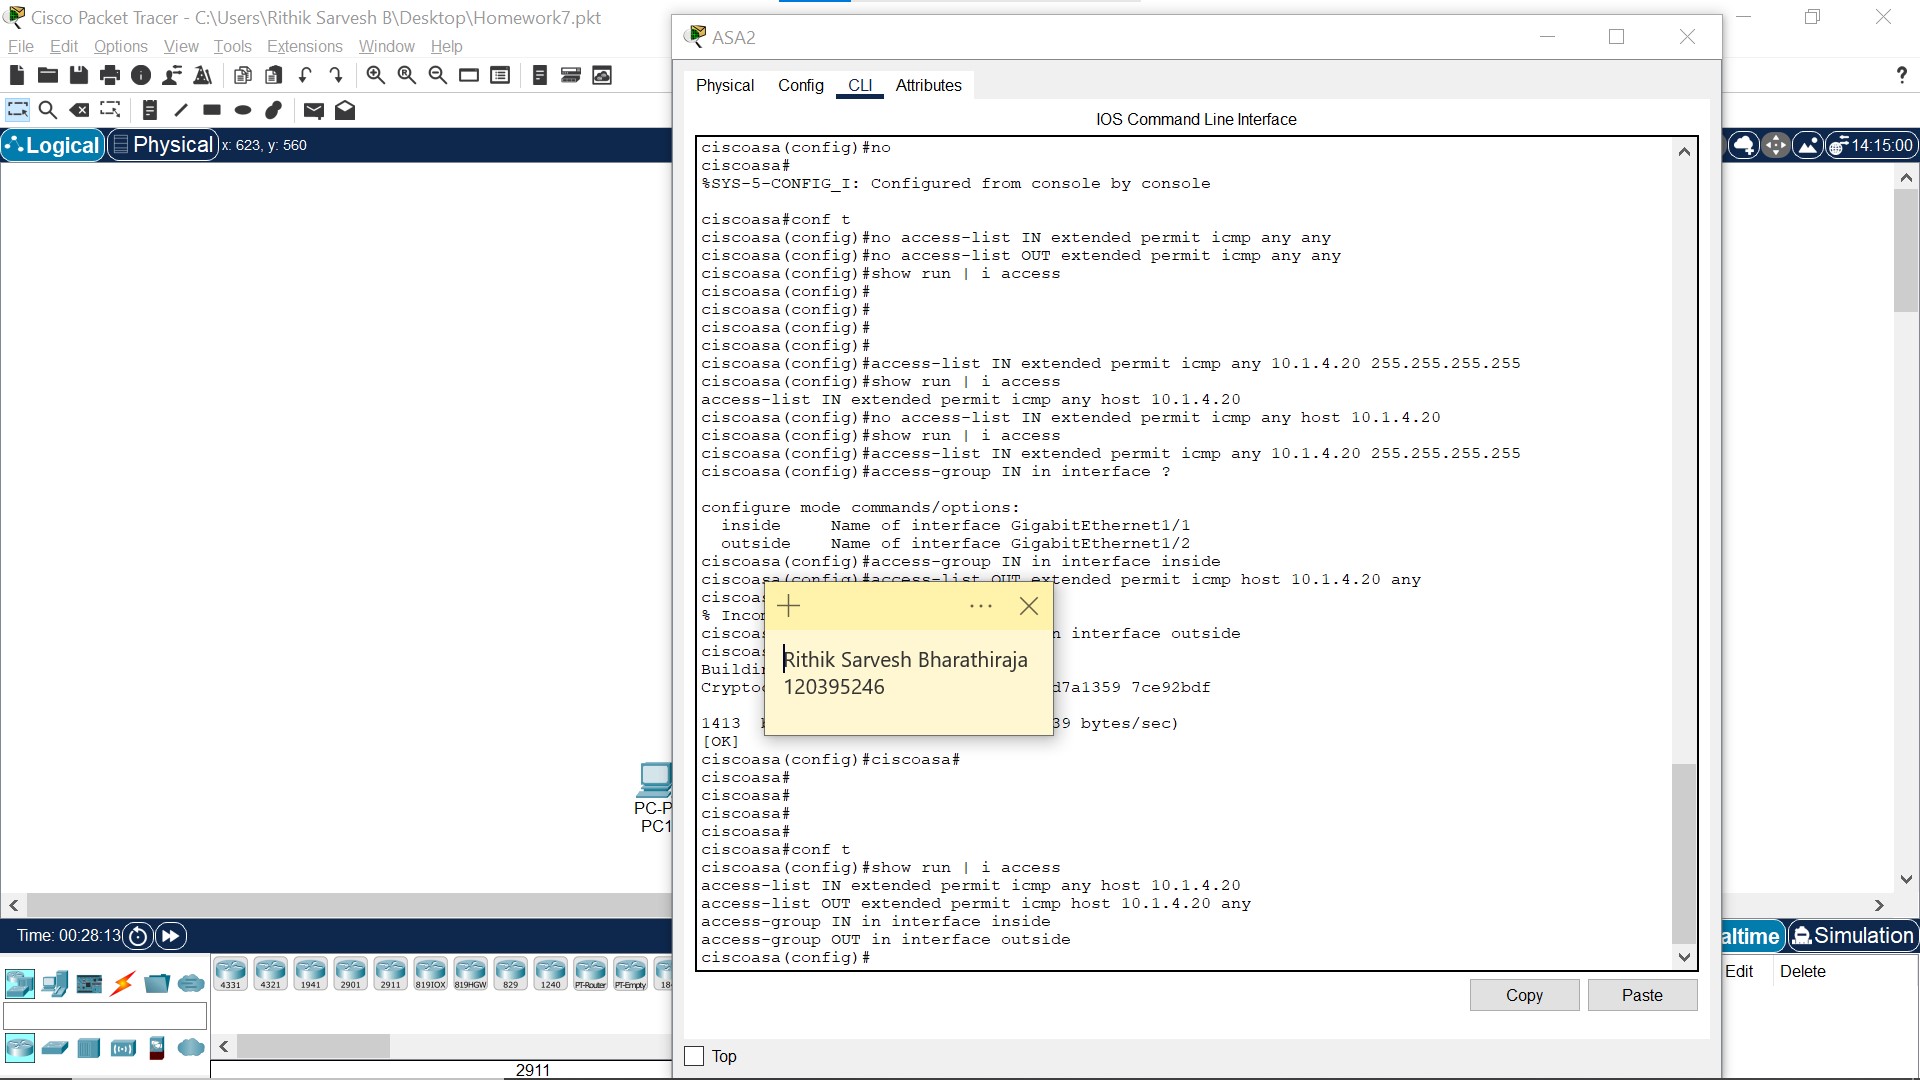 Cisco Packet Tracer - C:\Users\Rithik Sarvesh B\Desktop\Homework7.pkt
File Edit Options View Tools Extensions Window Help
?
Logical
Physical
x: 623, y: 560
14:15:00
ASA2
Physical Config CLI Attributes
IOS Command Line Interface
ciscoasa(config)#no
ciscoasa#
%SYS-5-CONFIG_I: Configured from console by console
ciscoasa#conf t
ciscoasa(config)#no access-list IN extended permit icmp any any
ciscoasa(config)#no access-list OUT extended permit icmp any any
ciscoasa(config)#show run | i access
ciscoasa(config)#
ciscoasa(config)#
ciscoasa(config)#
ciscoasa(config)#
ciscoasa(config)#access-list IN extended permit icmp any 10.1.4.20 255.255.255.255
ciscoasa(config)#show run | i access
access-list IN extended permit icmp any host 10.1.4.20
ciscoasa(config)#no access-list IN extended permit icmp any host 10.1.4.20
ciscoasa(config)#show run | i access
ciscoasa(config)#access-list IN extended permit icmp any 10.1.4.20 255.255.255.255
ciscoasa(config)#access-group IN in interface ?
configure mode commands/options:
inside Name of interface GigabitEthernet1/1
outside Name of interface GigabitEthernet1/2
ciscoasa(config)#access-group IN in interface inside
ciscoasa(config)#access-list OUT extended permit icmp host 10.1.4.20 any
ciscoa
% Inco
ciscoa interface outside
ciscoa
Buildi
Crypto d7a1359 7ce92bdf
1413 39 bytes/sec)
[OK]
ciscoasa(config)#ciscoasa#
ciscoasa#
ciscoasa#
ciscoasa#
ciscoasa#
ciscoasa#conf t
ciscoasa(config)#show run | i access
access-list IN extended permit icmp any host 10.1.4.20
access-list OUT extended permit icmp host 10.1.4.20 any
access-group IN in interface inside
access-group OUT in interface outside
ciscoasa(config)#
Rithik Sarvesh Bharathiraja
120395246
PC-P
PC1
Copy Paste
Top
Time: 00:28:13
altime Simulation
Edit Delete
4331 4321 1941 2901 2911 819IOX 819HGW 829 1240 PT-Router PT-Empty 18
2911